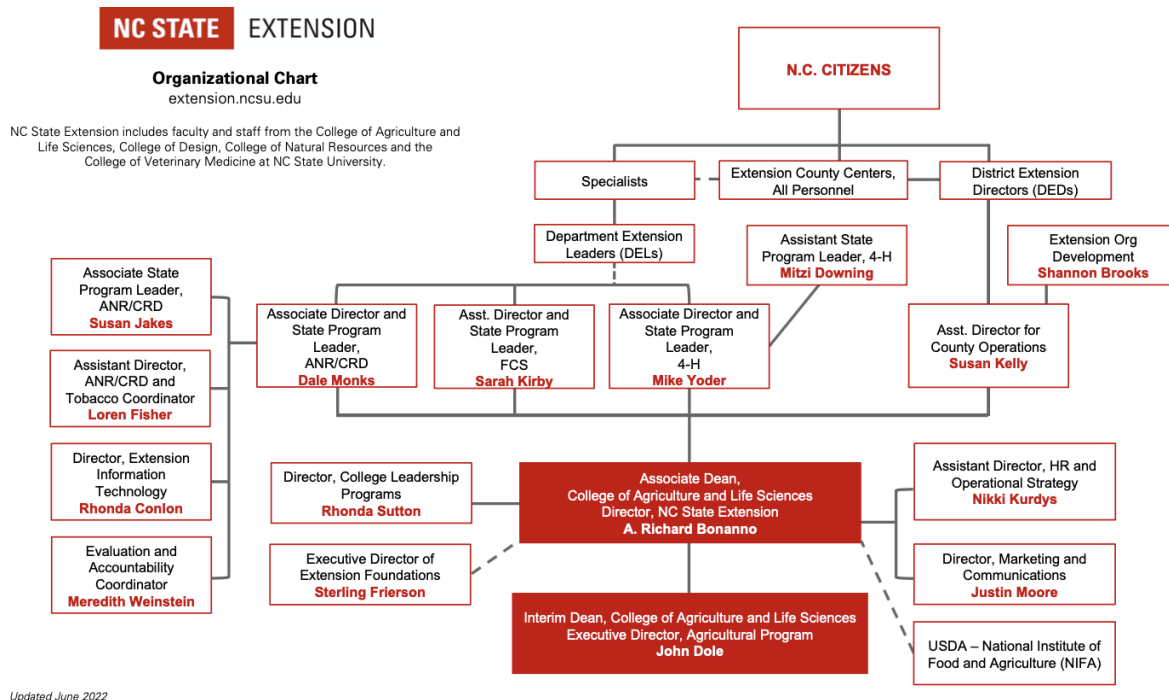 NC STATE EXTENSION
Organizational Chart
extension.ncsu.edu
NC State Extension includes faculty and staff from the College of Agriculture and
Life Sciences, College of Design, College of Natural Resources and the
College of Veterinary Medicine at NC State University.
N.C. CITIZENS
Specialists
Extension County Centers,
All Personnel
District Extension
Directors (DEDs)
Department Extension
Leaders (DELs)
Assistant State
Program Leader, 4-H
Mitzi Downing
Extension Org
Development
Shannon Brooks
Associate State
Program Leader,
ANR/CRD
Susan Jakes
Associate Director and
State Program
Leader,
ANR/CRD
Dale Monks
Asst. Director and
State Program
Leader,
FCS
Sarah Kirby
Associate Director and
State Program
Leader,
4-H
Mike Yoder
Asst. Director for
County Operations
Susan Kelly
Assistant Director,
ANR/CRD and
Tobacco Coordinator
Loren Fisher
Director, Extension
Information
Technology
Rhonda Conlon
Evaluation and
Accountability
Coordinator
Meredith Weinstein
Director, College Leadership
Programs
Rhonda Sutton
Executive Director of
Extension Foundations
Sterling Frierson
Associate Dean,
College of Agriculture and Life Sciences
Director, NC State Extension
A. Richard Bonanno
Assistant Director, HR and
Operational Strategy
Nikki Kurdys
Director, Marketing and
Communications
Justin Moore
Interim Dean, College of Agriculture and Life Sciences
Executive Director, Agricultural Program
John Dole
USDA – National Institute of
Food and Agriculture (NIFA)
Updated June 2022